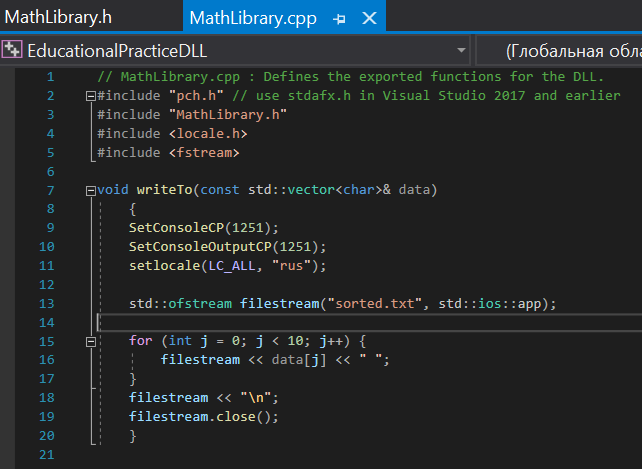 MathLibrary.h MathLibrary.cpp
EducationalPracticeDLL (Глобальная обла
1 // MathLibrary.cpp : Defines the exported functions for the DLL.
2 #include "pch.h" // use stdafx.h in Visual Studio 2017 and earlier
3 #include "MathLibrary.h"
4 #include <locale.h>
5 #include <fstream>
6
7 void writeTo(const std::vector<char>& data)
8 {
9 SetConsoleCP(1251);
10 SetConsoleOutputCP(1251);
11 setlocale(LC_ALL, "rus");
12
13 std::ofstream filestream("sorted.txt", std::ios::app);
14
15 for (int j = 0; j < 10; j++) {
16 filestream << data[j] << " ";
17 }
18 filestream << "\n";
19 filestream.close();
20 }
21